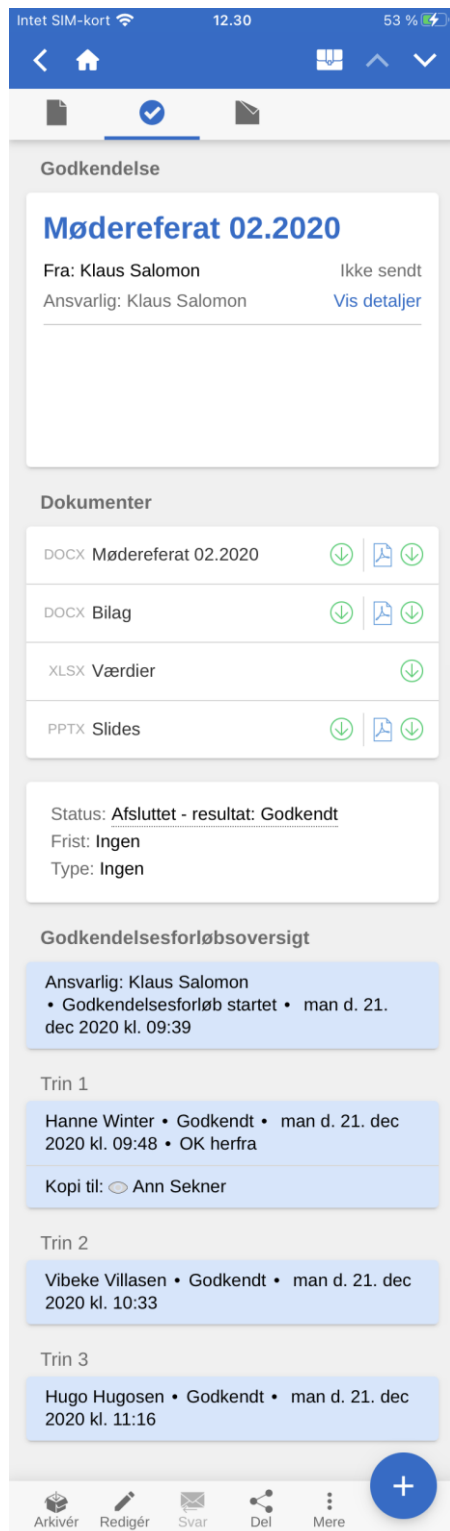 Intet SIM-kort 12.30 53 %
Godkendelse
Mødereferat 02.2020
Fra: Klaus Salomon Ikke sendt
Ansvarlig: Klaus Salomon Vis detaljer
Dokumenter
DOCX Mødereferat 02.2020
DOCX Bilag
XLSX Værdier
PPTX Slides
Status: Afsluttet - resultat: Godkendt
Frist: Ingen
Type: Ingen
Godkendelsesforløbsoversigt
Ansvarlig: Klaus Salomon
• Godkendelsesforløb startet • man d. 21.
dec 2020 kl. 09:39
Trin 1
Hanne Winter • Godkendt • man d. 21. dec
2020 kl. 09:48 • OK herfra
Kopi til: Ann Sekner
Trin 2
Vibeke Villasen • Godkendt • man d. 21. dec
2020 kl. 10:33
Trin 3
Hugo Hugosen • Godkendt • man d. 21. dec
2020 kl. 11:16
Arkivér Redigér Svar Del Mere